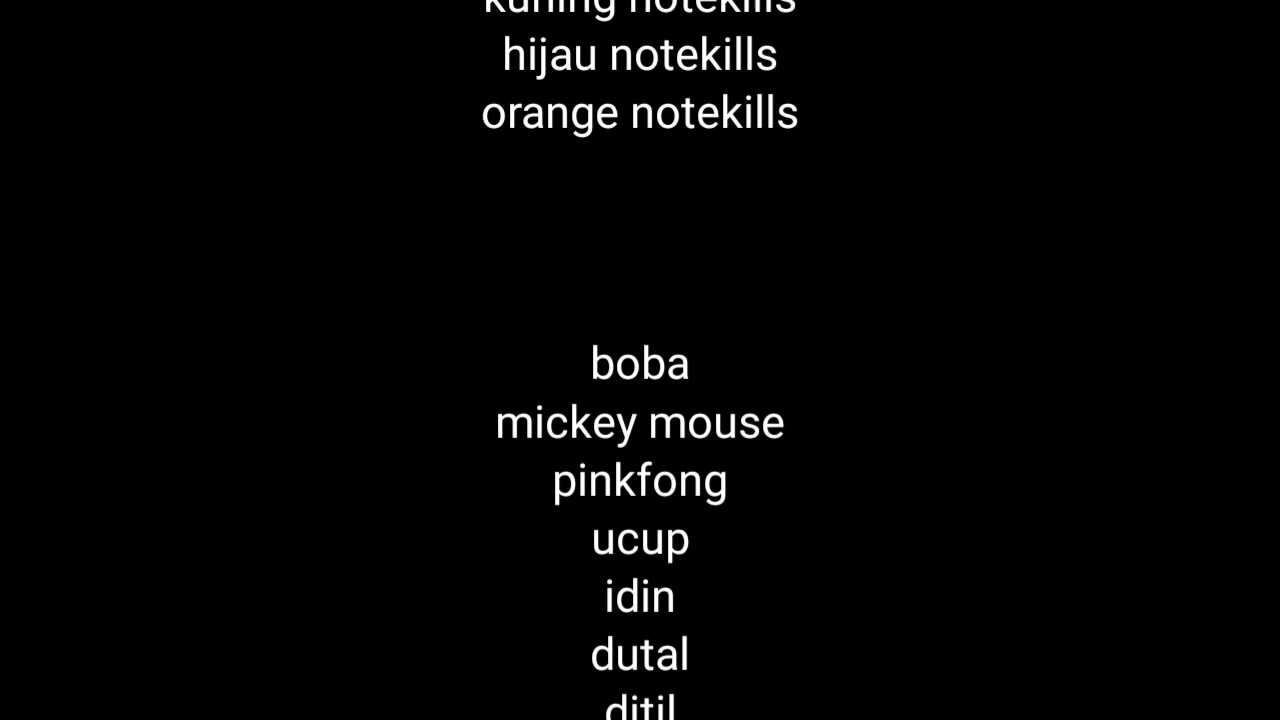 kuning notekills
hijau notekills
orange notekills
boba
mickey mouse
pinkfong
ucup
idin
dutal
ditil